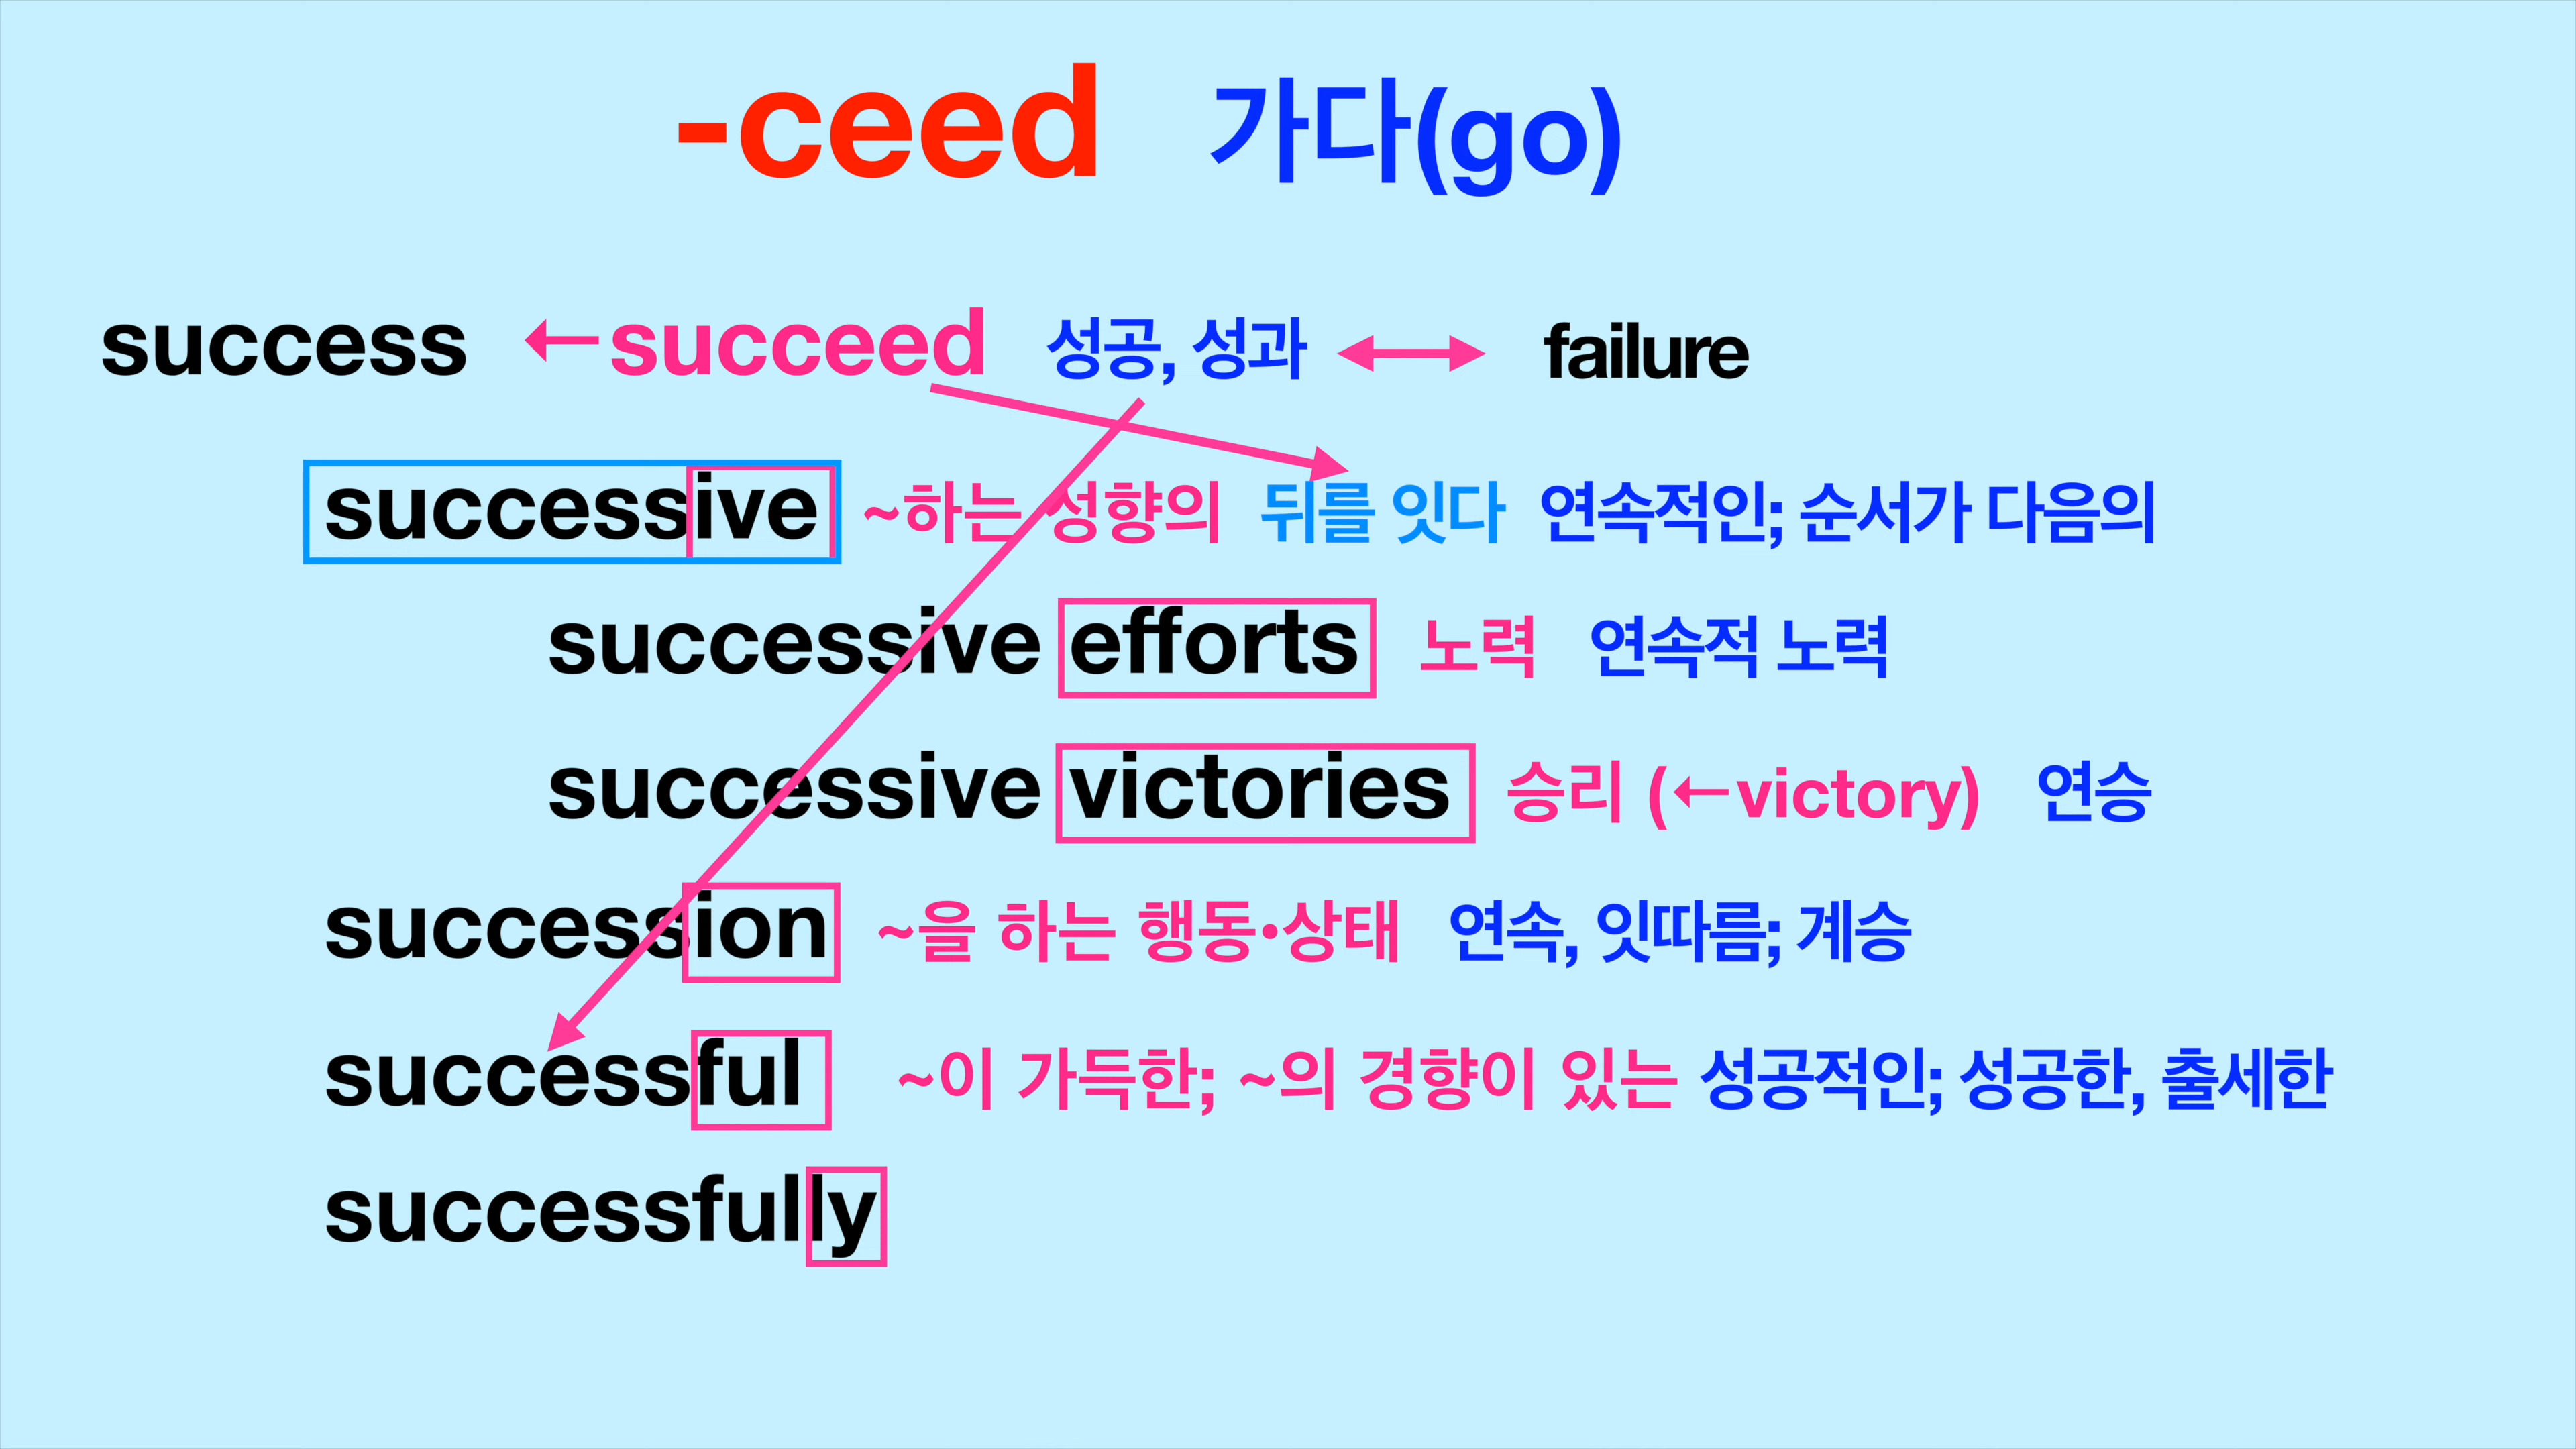 -ceed 가다(go)
success ←succeed 성공, 성과 ↔ failure
successive ~하는 성향의 뒤를 잇다 연속적인; 순서가 다음의
successive efforts 노력 연속적 노력
successive victories 승리 (←victory) 연승
succession ~을 하는 행동•상태 연속, 잇따름; 계승
successful ~이 가득한; ~의 경향이 있는 성공적인; 성공한, 출세한
successfully